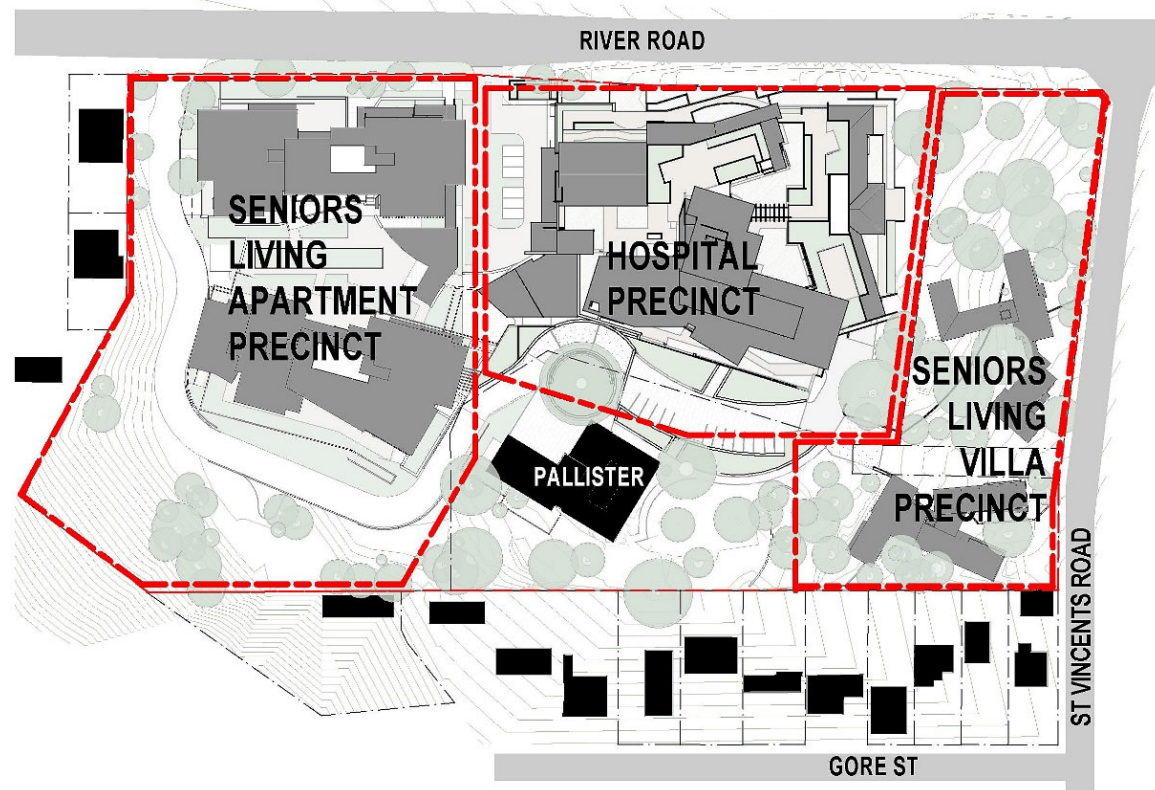 RIVER ROAD
SENIORS
LIVING
APARTMENT
PRECINCT
HOSPITAL
PRECINCT
SENIORS
LIVING
VILLA
PRECINCT
PALLISTER
ST VINCENTS ROAD
GORE ST